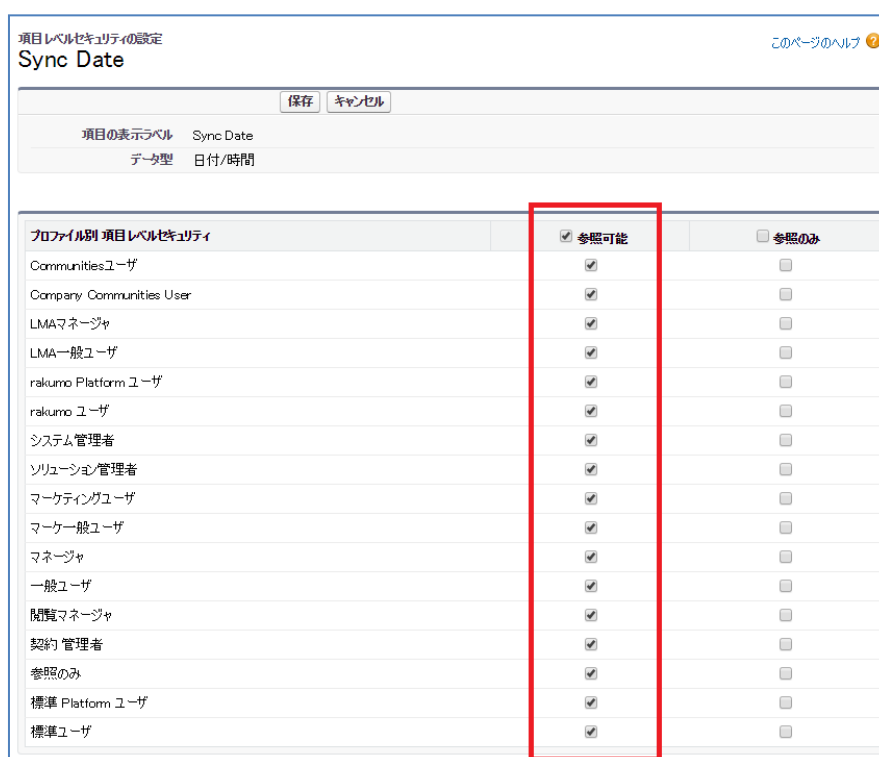 項目レベルセキュリティの設定
Sync Date
このページのヘルプ ?
保存 キャンセル
項目の表示ラベル Sync Date
データ型 日付/時間
プロファイル別 項目レベルセキュリティ 参照可能 参照のみ
Communitiesユーザ
Company Communities User
LMAマネージャ
LMA一般ユーザ
rakumo Platform ユーザ
rakumo ユーザ
システム管理者
ソリューション管理者
マーケティングユーザ
マーケ一般ユーザ
マネージャ
一般ユーザ
閲覧マネージャ
契約 管理者
参照のみ
標準 Platform ユーザ
標準ユーザ